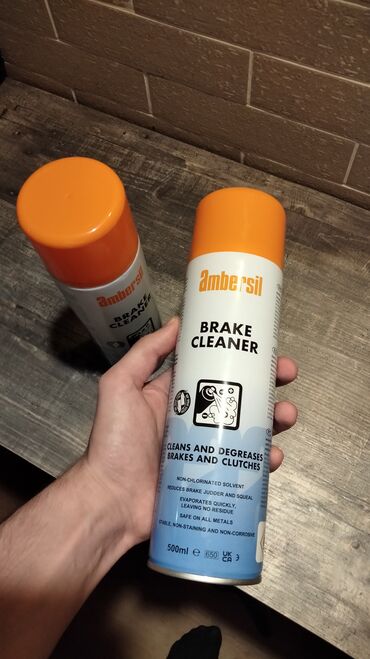 ambersil
BRAKE
CLEANER
ambersil
BRAKE
CLEANER
CLEANS AND DEGREASES
BRAKES AND CLUTCHES
NON-CHLORINATED SOLVENT
REDUCES BRAKE JUDDER AND SQUEAL
EVAPORATES QUICKLY,
LEAVING NO RESIDUE
SAFE ON ALL METALS
NON-STAINING AND NON-CORROSIVE
500ml e 650 UK
CA